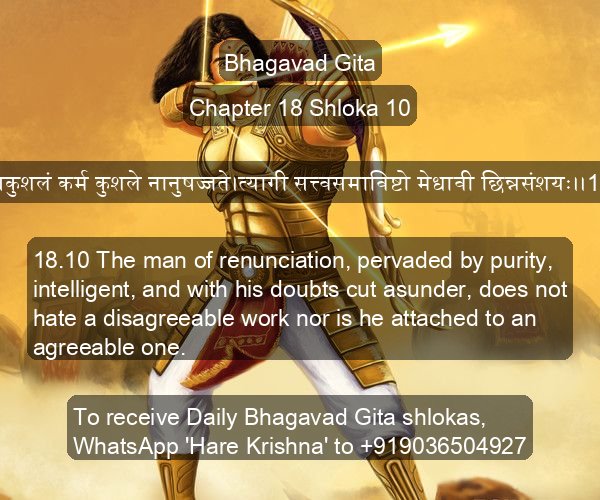 Bhagavad Gita
Chapter 18 Shloka 10
कर्म कुशले नानुषज्जते।त्यागी सत्त्वसमाविष्टो मेधावी छिन्नसंशयः।।1
18.10 The man of renunciation, pervaded by purity,
intelligent, and with his doubts cut asunder, does not
hate a disagreeable work nor is he attached to an
agreeable one.
To receive Daily Bhagavad Gita shlokas,
WhatsApp 'Hare Krishna' to +919036504927